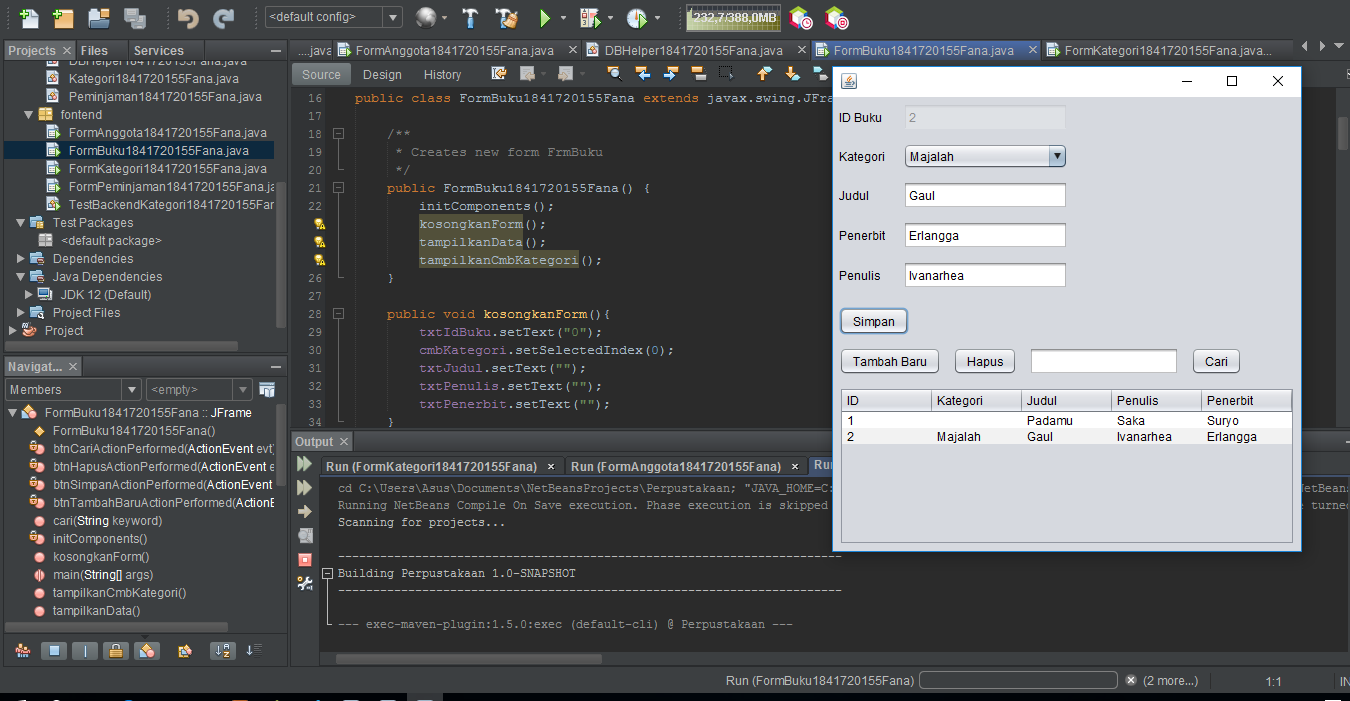 <default config>
232,7/388,0MB
Projects
Files
Services
DBHelper1841720155Fana.java
Kategori1841720155Fana.java
Peminjaman1841720155Fana.java
fontend
FormAnggota1841720155Fana.java
FormBuku1841720155Fana.java
FormKategori1841720155Fana.java
FormPeminjaman1841720155Fana.ja
TestBackendKategori1841720155Far
Test Packages
<default package>
Dependencies
Java Dependencies
JDK 12 (Default)
Project Files
Project
Navigat...
Members
<empty>
FormBuku1841720155Fana :: JFrame
FormBuku1841720155Fana()
btnCariActionPerformed(ActionEvent evt)
btnHapusActionPerformed(ActionEvent e
btnSimpanActionPerformed(ActionEvent
btnTambahBaruActionPerformed(ActionE
cari(String keyword)
initComponents()
kosongkanForm()
main(String[] args)
tampilkanCmbKategori()
tampilkanData()
....java
FormAnggota1841720155Fana.java
DBHelper1841720155Fana.java
FormBuku1841720155Fana.java
FormKategori1841720155Fana.java...
Source
Design
History
16 public class FormBuku1841720155Fana extends javax.swing.JFra
17
18 /**
19 * Creates new form FrmBuku
20 */
21 public FormBuku1841720155Fana() {
22 initComponents();
kosongkanForm();
tampilkanData();
tampilkanCmbKategori();
26 }
27
28 public void kosongkanForm(){
29 txtIdBuku.setText("0");
30 cmbKategori.setSelectedIndex(0);
31 txtJudul.setText("");
32 txtPenulis.setText("");
33 txtPenerbit.setText("");
34 }
Output
Run (FormKategori1841720155Fana)
Run (FormAnggota1841720155Fana)
Run
cd C:\Users\Asus\Documents\NetBeansProjects\Perpustakaan; "JAVA_HOME=C:
NetBeans
Running NetBeans Compile On Save execution. Phase execution is skipped
e turned
Scanning for projects...
------------------------------------------------------------------------
Building Perpustakaan 1.0-SNAPSHOT
------------------------------------------------------------------------
--- exec-maven-plugin:1.5.0:exec (default-cli) @ Perpustakaan ---
ID Buku 2
Kategori Majalah
Judul Gaul
Penerbit Erlangga
Penulis Ivanarhea
Simpan
Tambah Baru Hapus Cari
ID Kategori Judul Penulis Penerbit
1 Padamu Saka Suryo
2 Majalah Gaul Ivanarhea Erlangga
Run (FormBuku1841720155Fana)
(2 more...)
1:1
IN